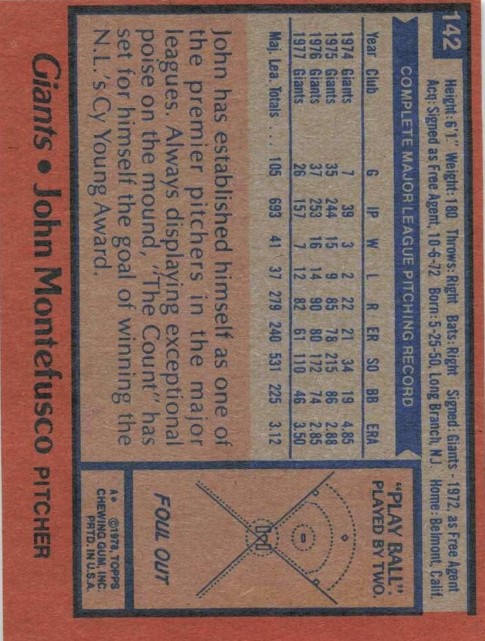 142
Height: 6'1" Weight: 180 Throws: Right Bats: Right Signed: Giants - 1972, as Free Agent
Acq: Signed as Free Agent, 10-6-72 Born: 5-25-50, Long Branch, N.J. Home: Belmont, Calif.
COMPLETE MAJOR LEAGUE PITCHING RECORD
Year Club G IP W L R ER SO BB ERA
1974 Giants 7 39 3 2 22 21 34 19 4.85
1975 Giants 35 244 15 9 85 78 215 86 2.88
1976 Giants 37 253 16 14 90 80 172 74 2.85
1977 Giants 26 157 7 12 82 61 110 46 3.50
Maj. Lea. Totals . . . 105 693 41 37 279 240 531 225 3.12
John has established himself as one of
the premier pitchers in the major
leagues. Always displaying exceptional
poise on the mound, "The Count" has
set for himself the goal of winning the
N.L.'s Cy Young Award.
"PLAY BALL".
PLAYED BY TWO.
FOUL OUT
A* ©1978, TOPPS
CHEWING GUM, INC.
PRTD. IN U.S.A.
Giants • John Montefusco PITCHER